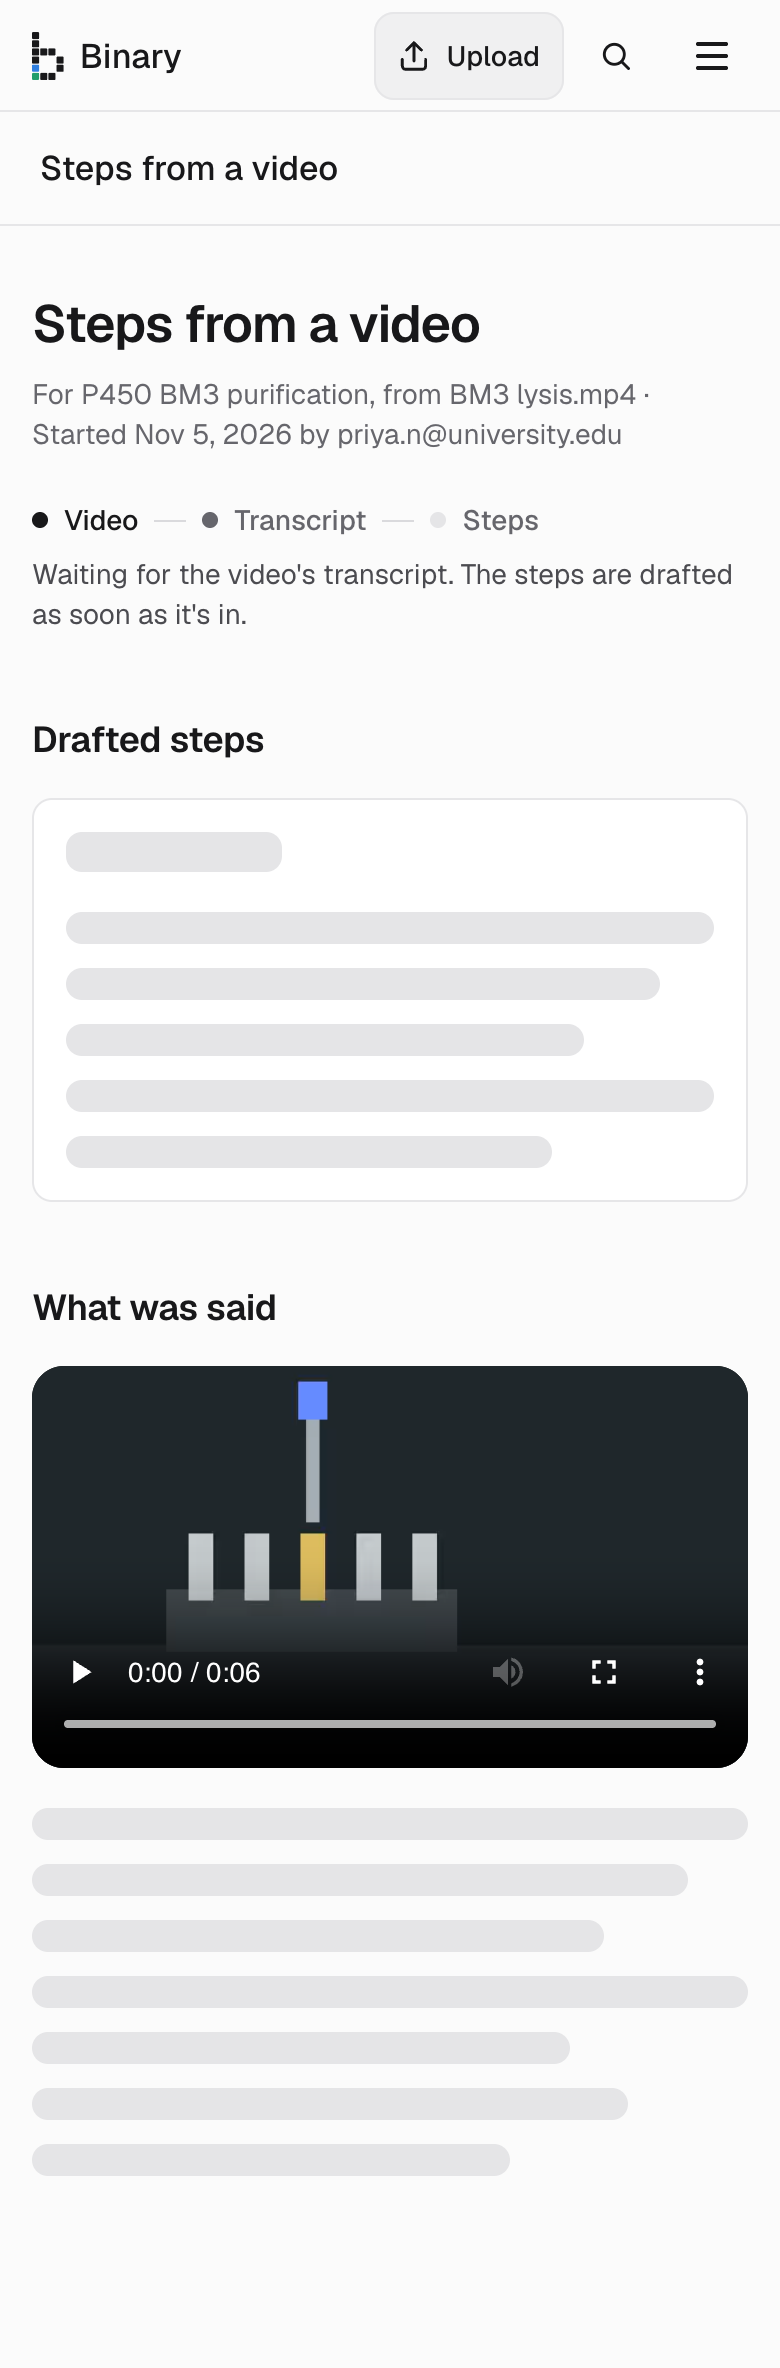 Binary
Upload
Steps from a video
Steps from a video
For P450 BM3 purification, from BM3 lysis.mp4 ·
Started Nov 5, 2026 by priya.n@university.edu
Video
Transcript
Steps
Waiting for the video's transcript. The steps are drafted
as soon as it's in.
Drafted steps
What was said
0:00 / 0:06